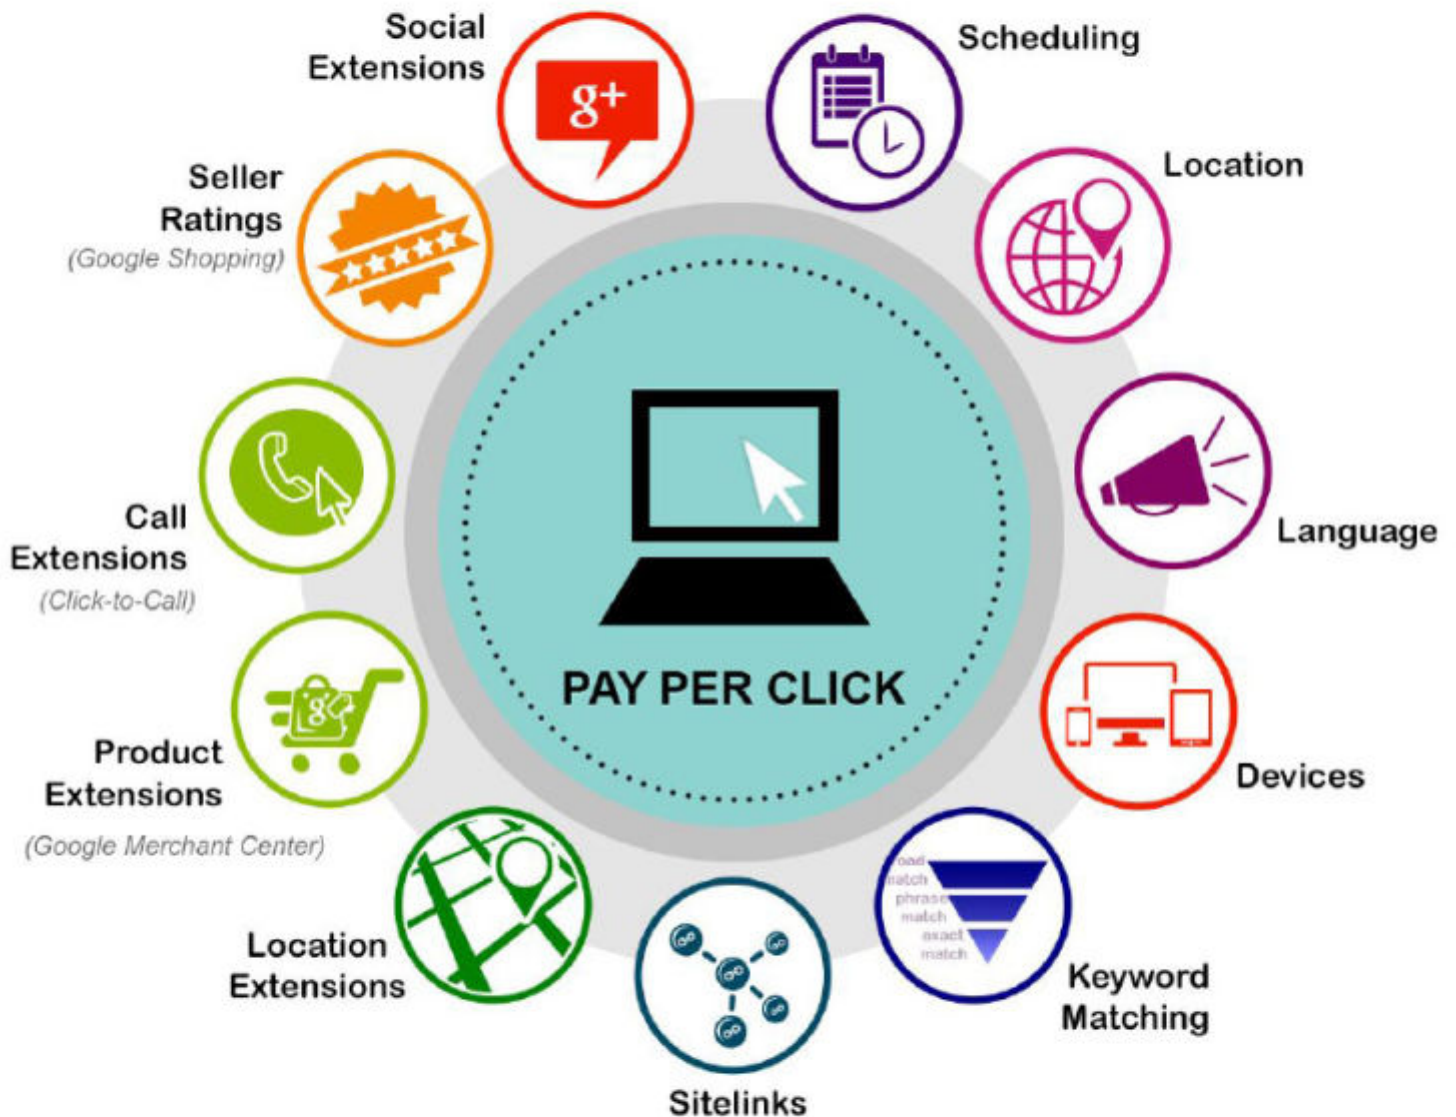 Social
Extensions
g+
Scheduling
Location
Seller
Ratings
(Google Shopping)
Call
Extensions
(Click-to-Call)
Language
PAY PER CLICK
g
Product
Extensions
(Google Merchant Center)
Devices
phrase
match
exact
match
Location
Extensions
Keyword
Matching
Sitelinks